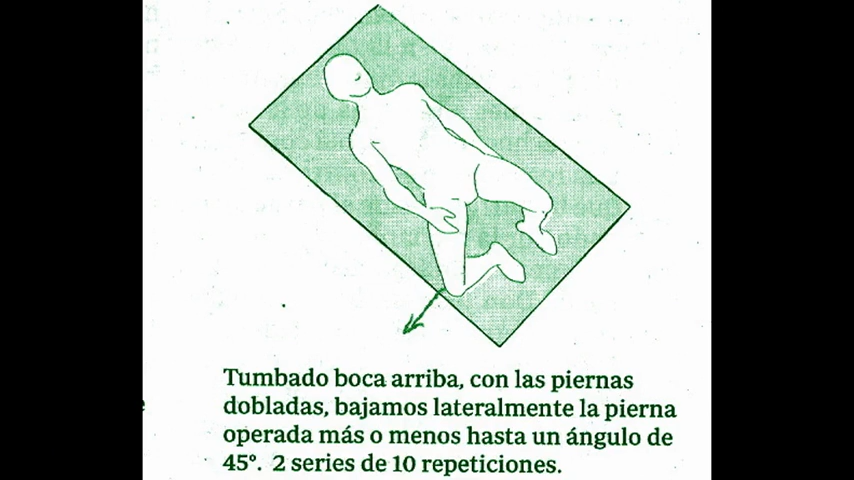 Tumbado boca arriba, con las piernas
dobladas, bajamos lateralmente la pierna
operada más o menos hasta un ángulo de
45º. 2 series de 10 repeticiones.